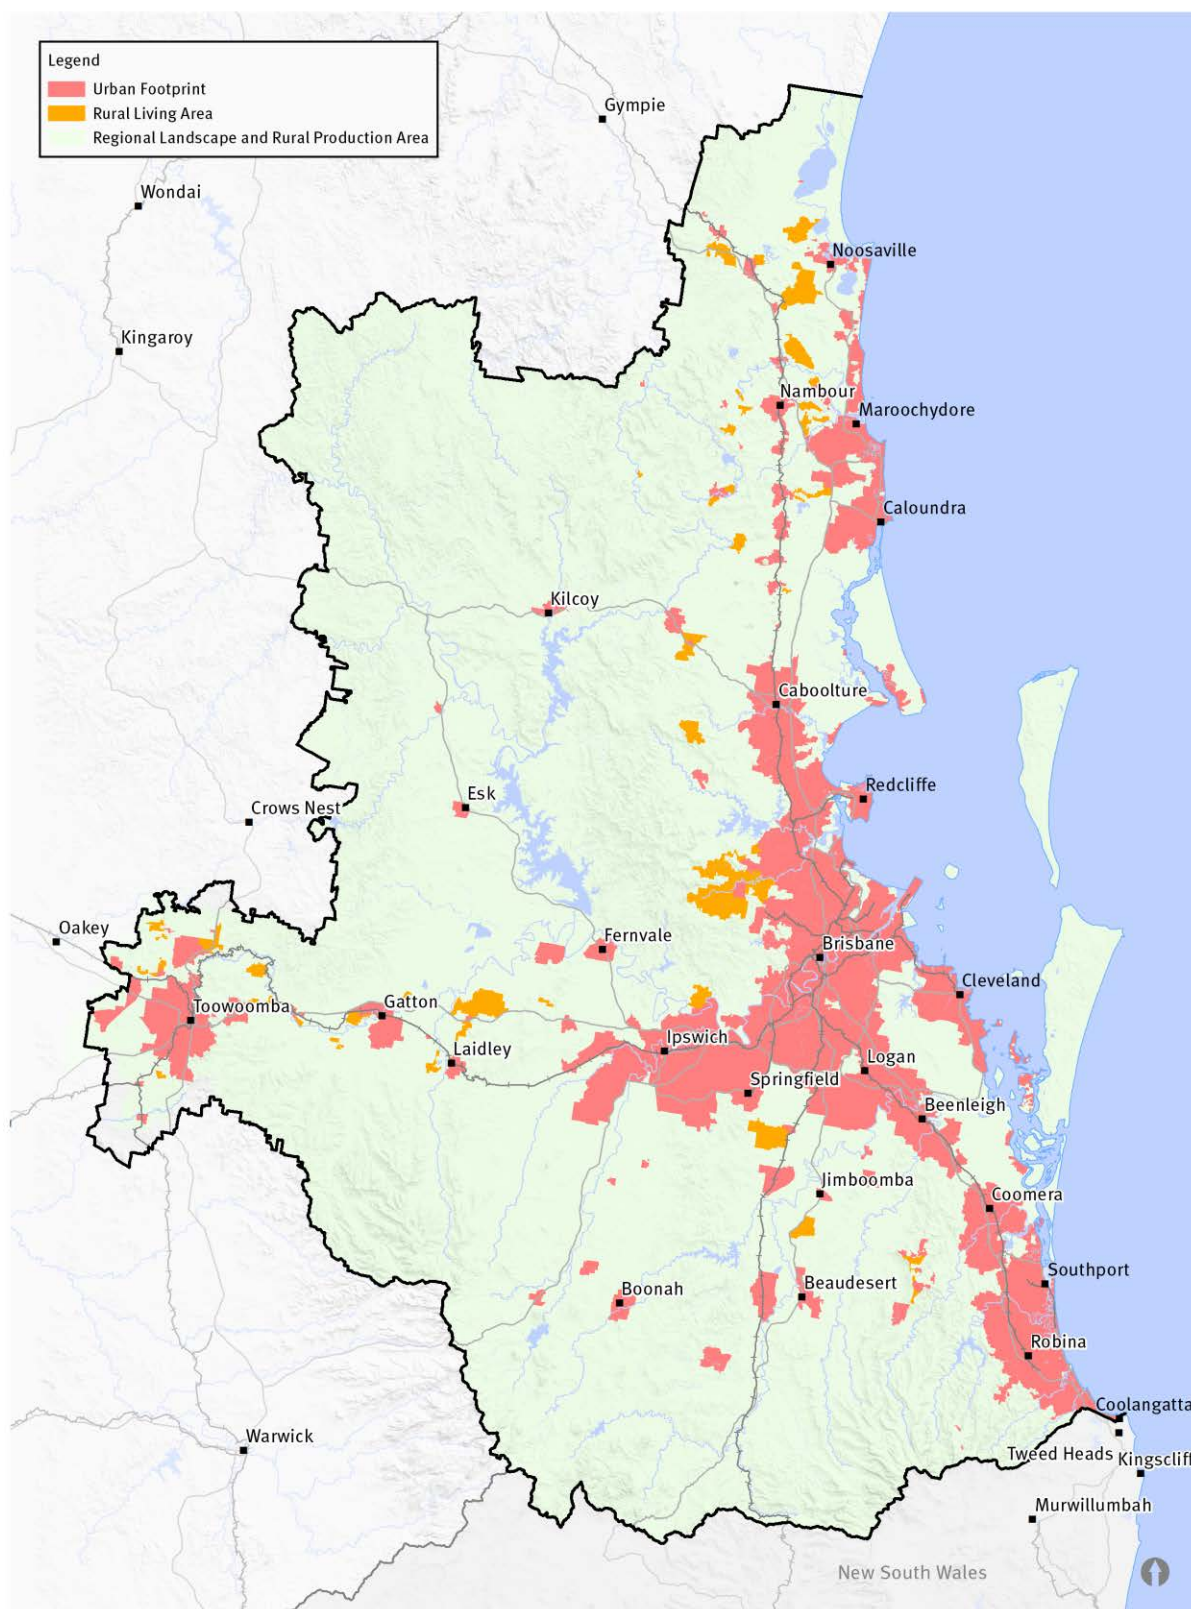 Legend
Urban Footprint
Rural Living Area
Regional Landscape and Rural Production Area
Gympie
Wondai
Noosaville
Kingaroy
Nambour
Maroochydore
Caloundra
Kilcoy
Caboolture
Redcliffe
Esk
Crows Nest
Oakey
Fernvale
Brisbane
Cleveland
Toowoomba
Gatton
Laidley
Ipswich
Logan
Springfield
Beenleigh
Jimboomba
Coomera
Southport
Boonah
Beaudesert
Robina
Coolangatta
Warwick
Tweed Heads
Kingscliff
Murwillumbah
New South Wales